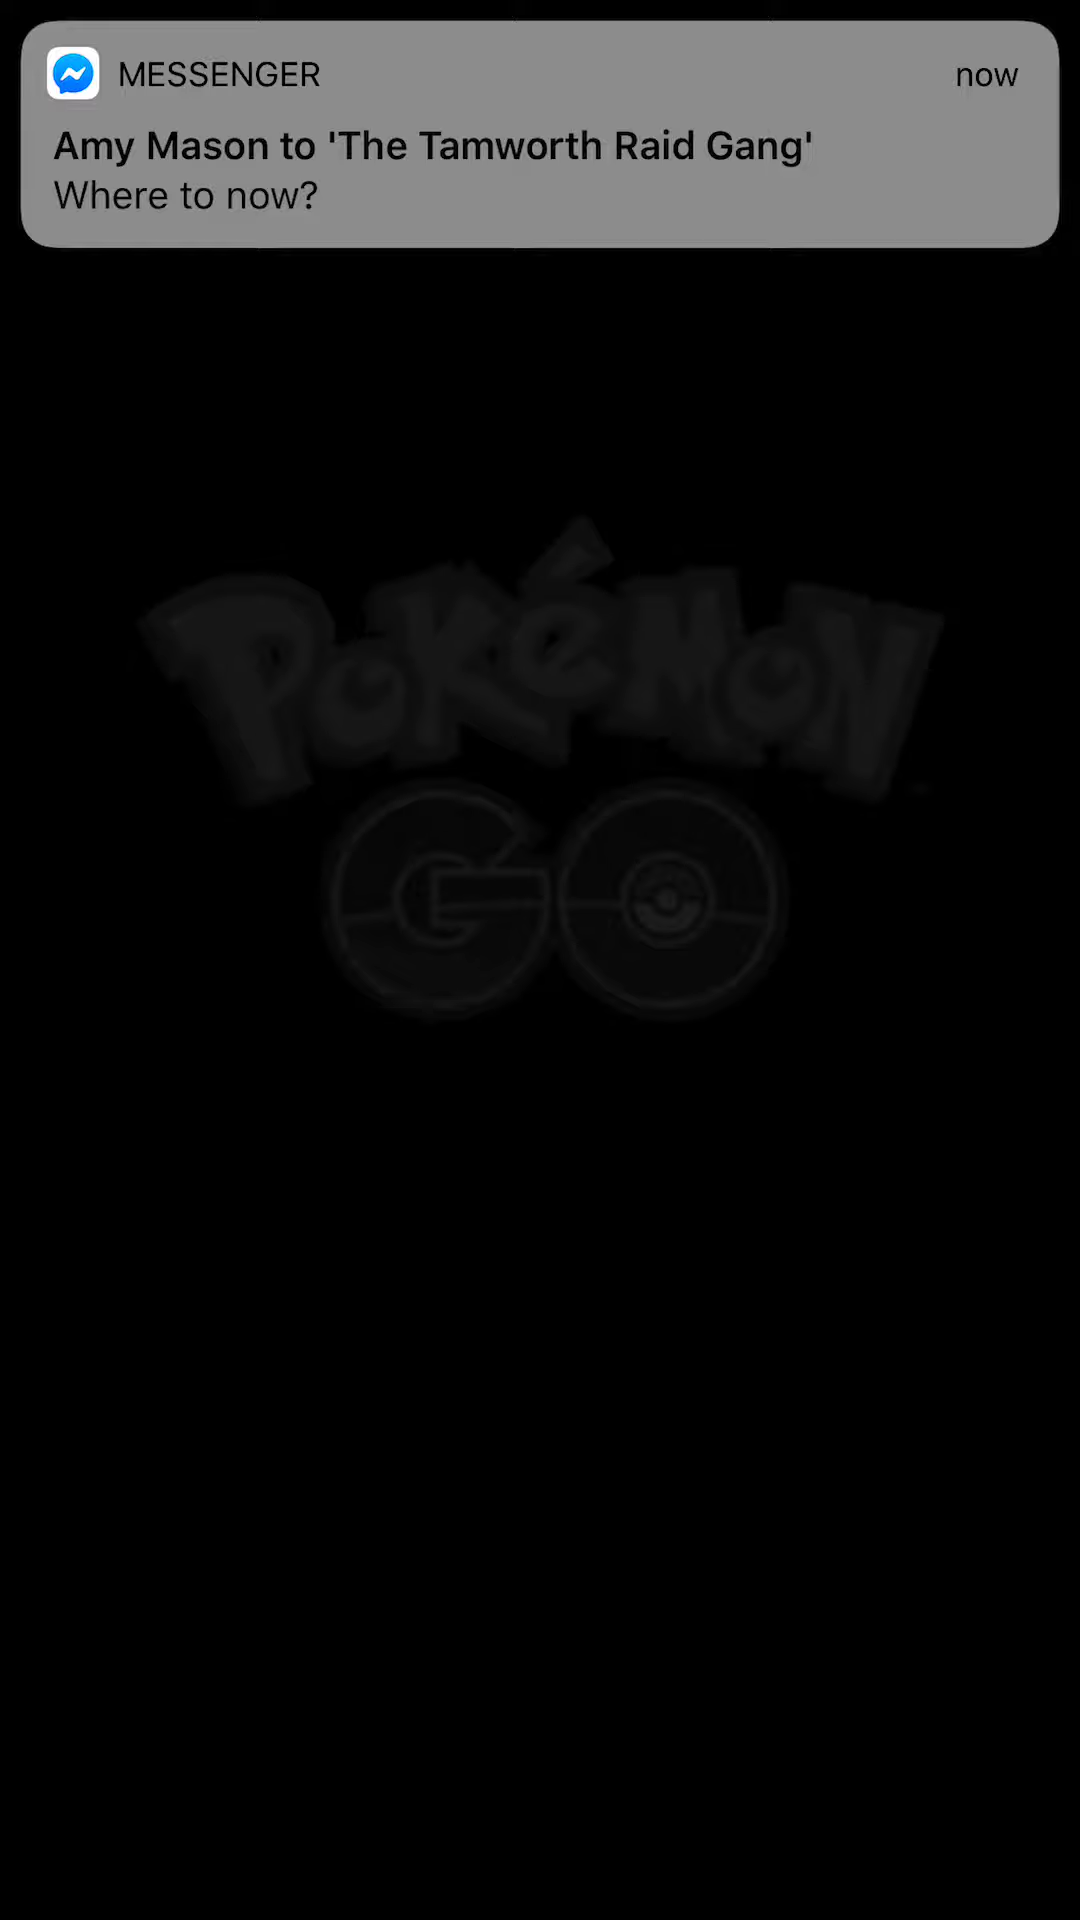 MESSENGER now
Amy Mason to 'The Tamworth Raid Gang'
Where to now?
POKÉMON
GO